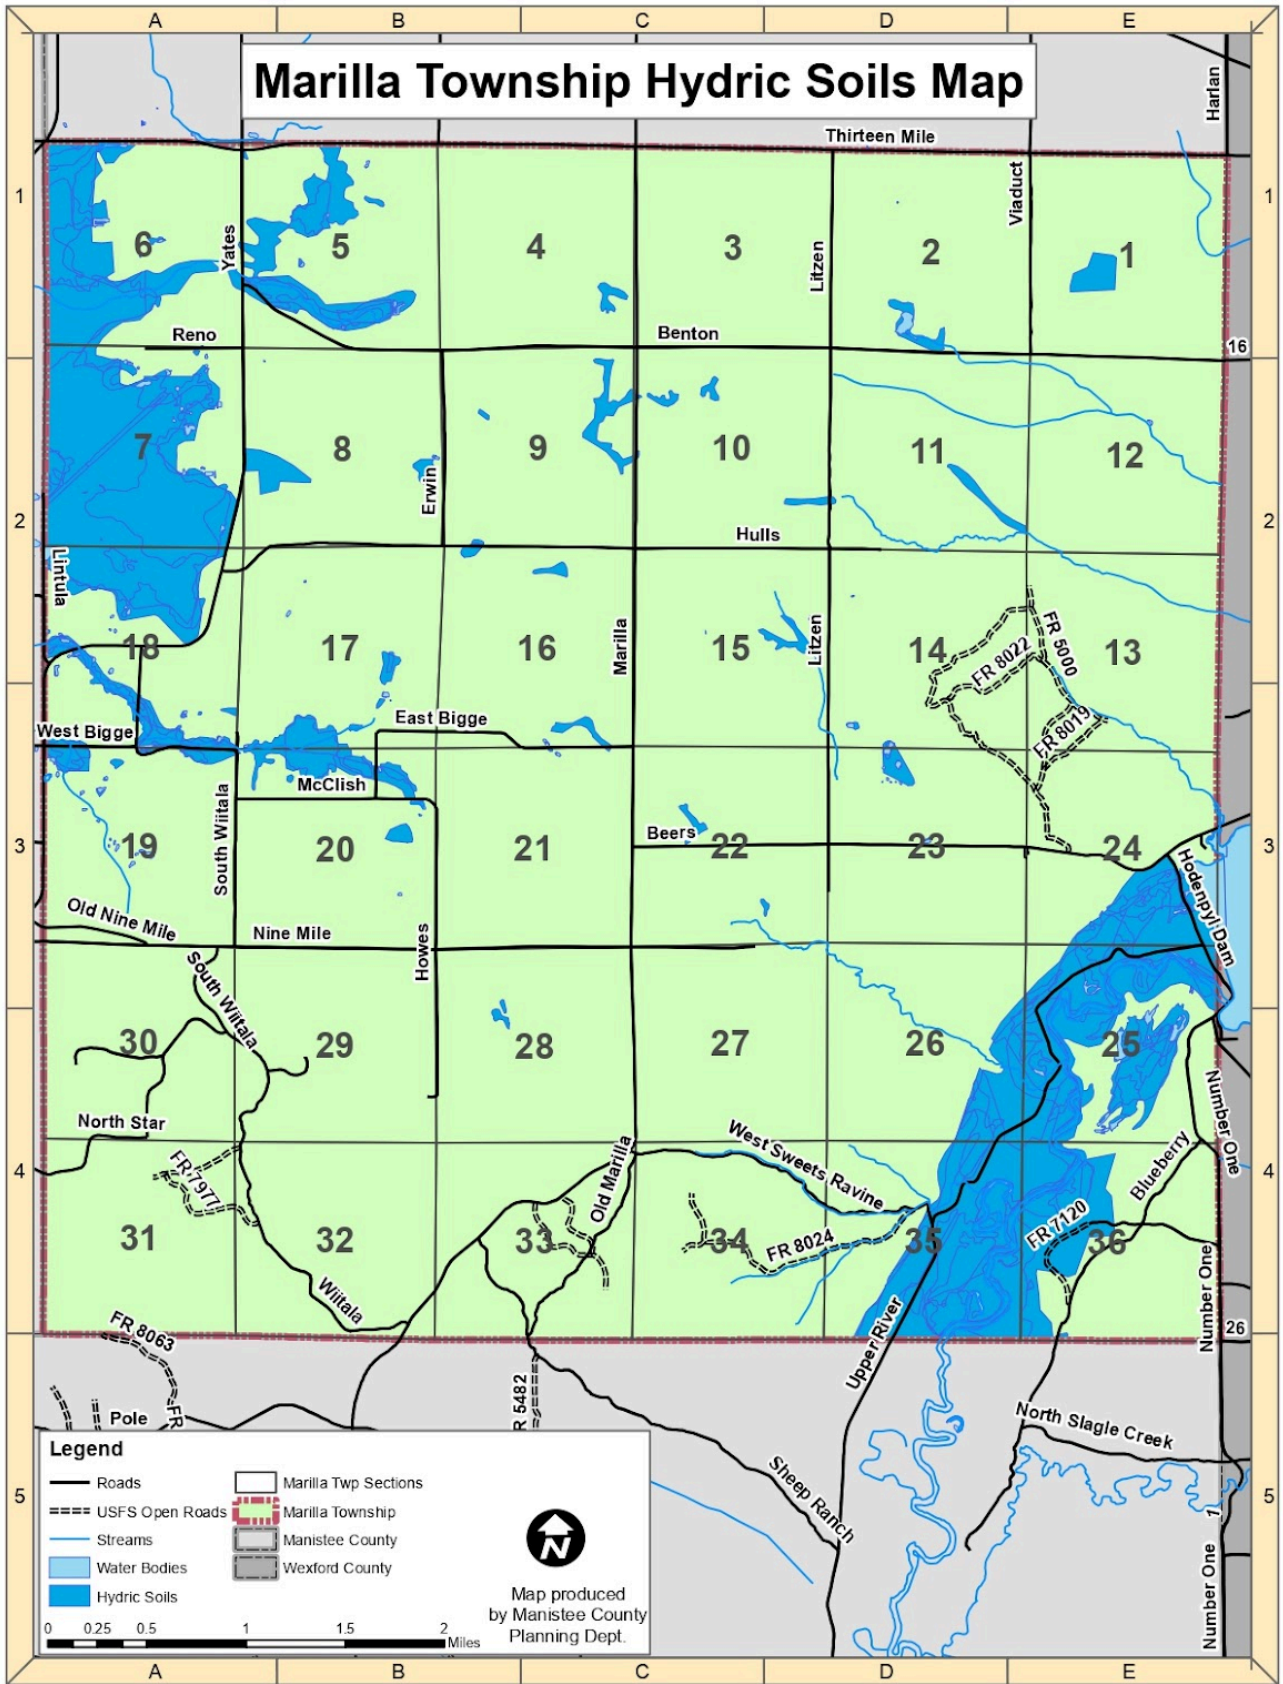 A B C D E
Marilla Township Hydric Soils Map
Harlan
Thirteen Mile
1 1
Viaduct
Yates
Litzen
6 5 4 3 2 1
Reno
Benton
16
7 8 9 10 11 12
Erwin
2 2
Hulls
Lintula
Marilla
Litzen
FR 5000
FR 8022
18 17 16 15 14 13
West Bigge
East Bigge
FR 8019
McClish
South Wiitala
Beers
3 3
19 20 21 22 23 24
Hodenpyl Dam
Old Nine Mile
Nine Mile
Howes
South Wiitala
30 29 28 27 26 25
North Star
Number One
West Sweets Ravine
Old Marilla
Blueberry
4 4
FR 7977
FR 7120
31 32 33 34 35 36
FR 8024
Wiitala
Number One
Upper River
26
FR 8063
FR
R 5482
Pole
North Slagle Creek
Sheep Ranch
5 5
1
Number One
Legend
Roads
USFS Open Roads
Streams
Water Bodies
Hydric Soils
Marilla Twp Sections
Marilla Township
Manistee County
Wexford County
0 0.25 0.5 1 1.5 2
Miles
N
Map produced
by Manistee County
Planning Dept.
A B C D E